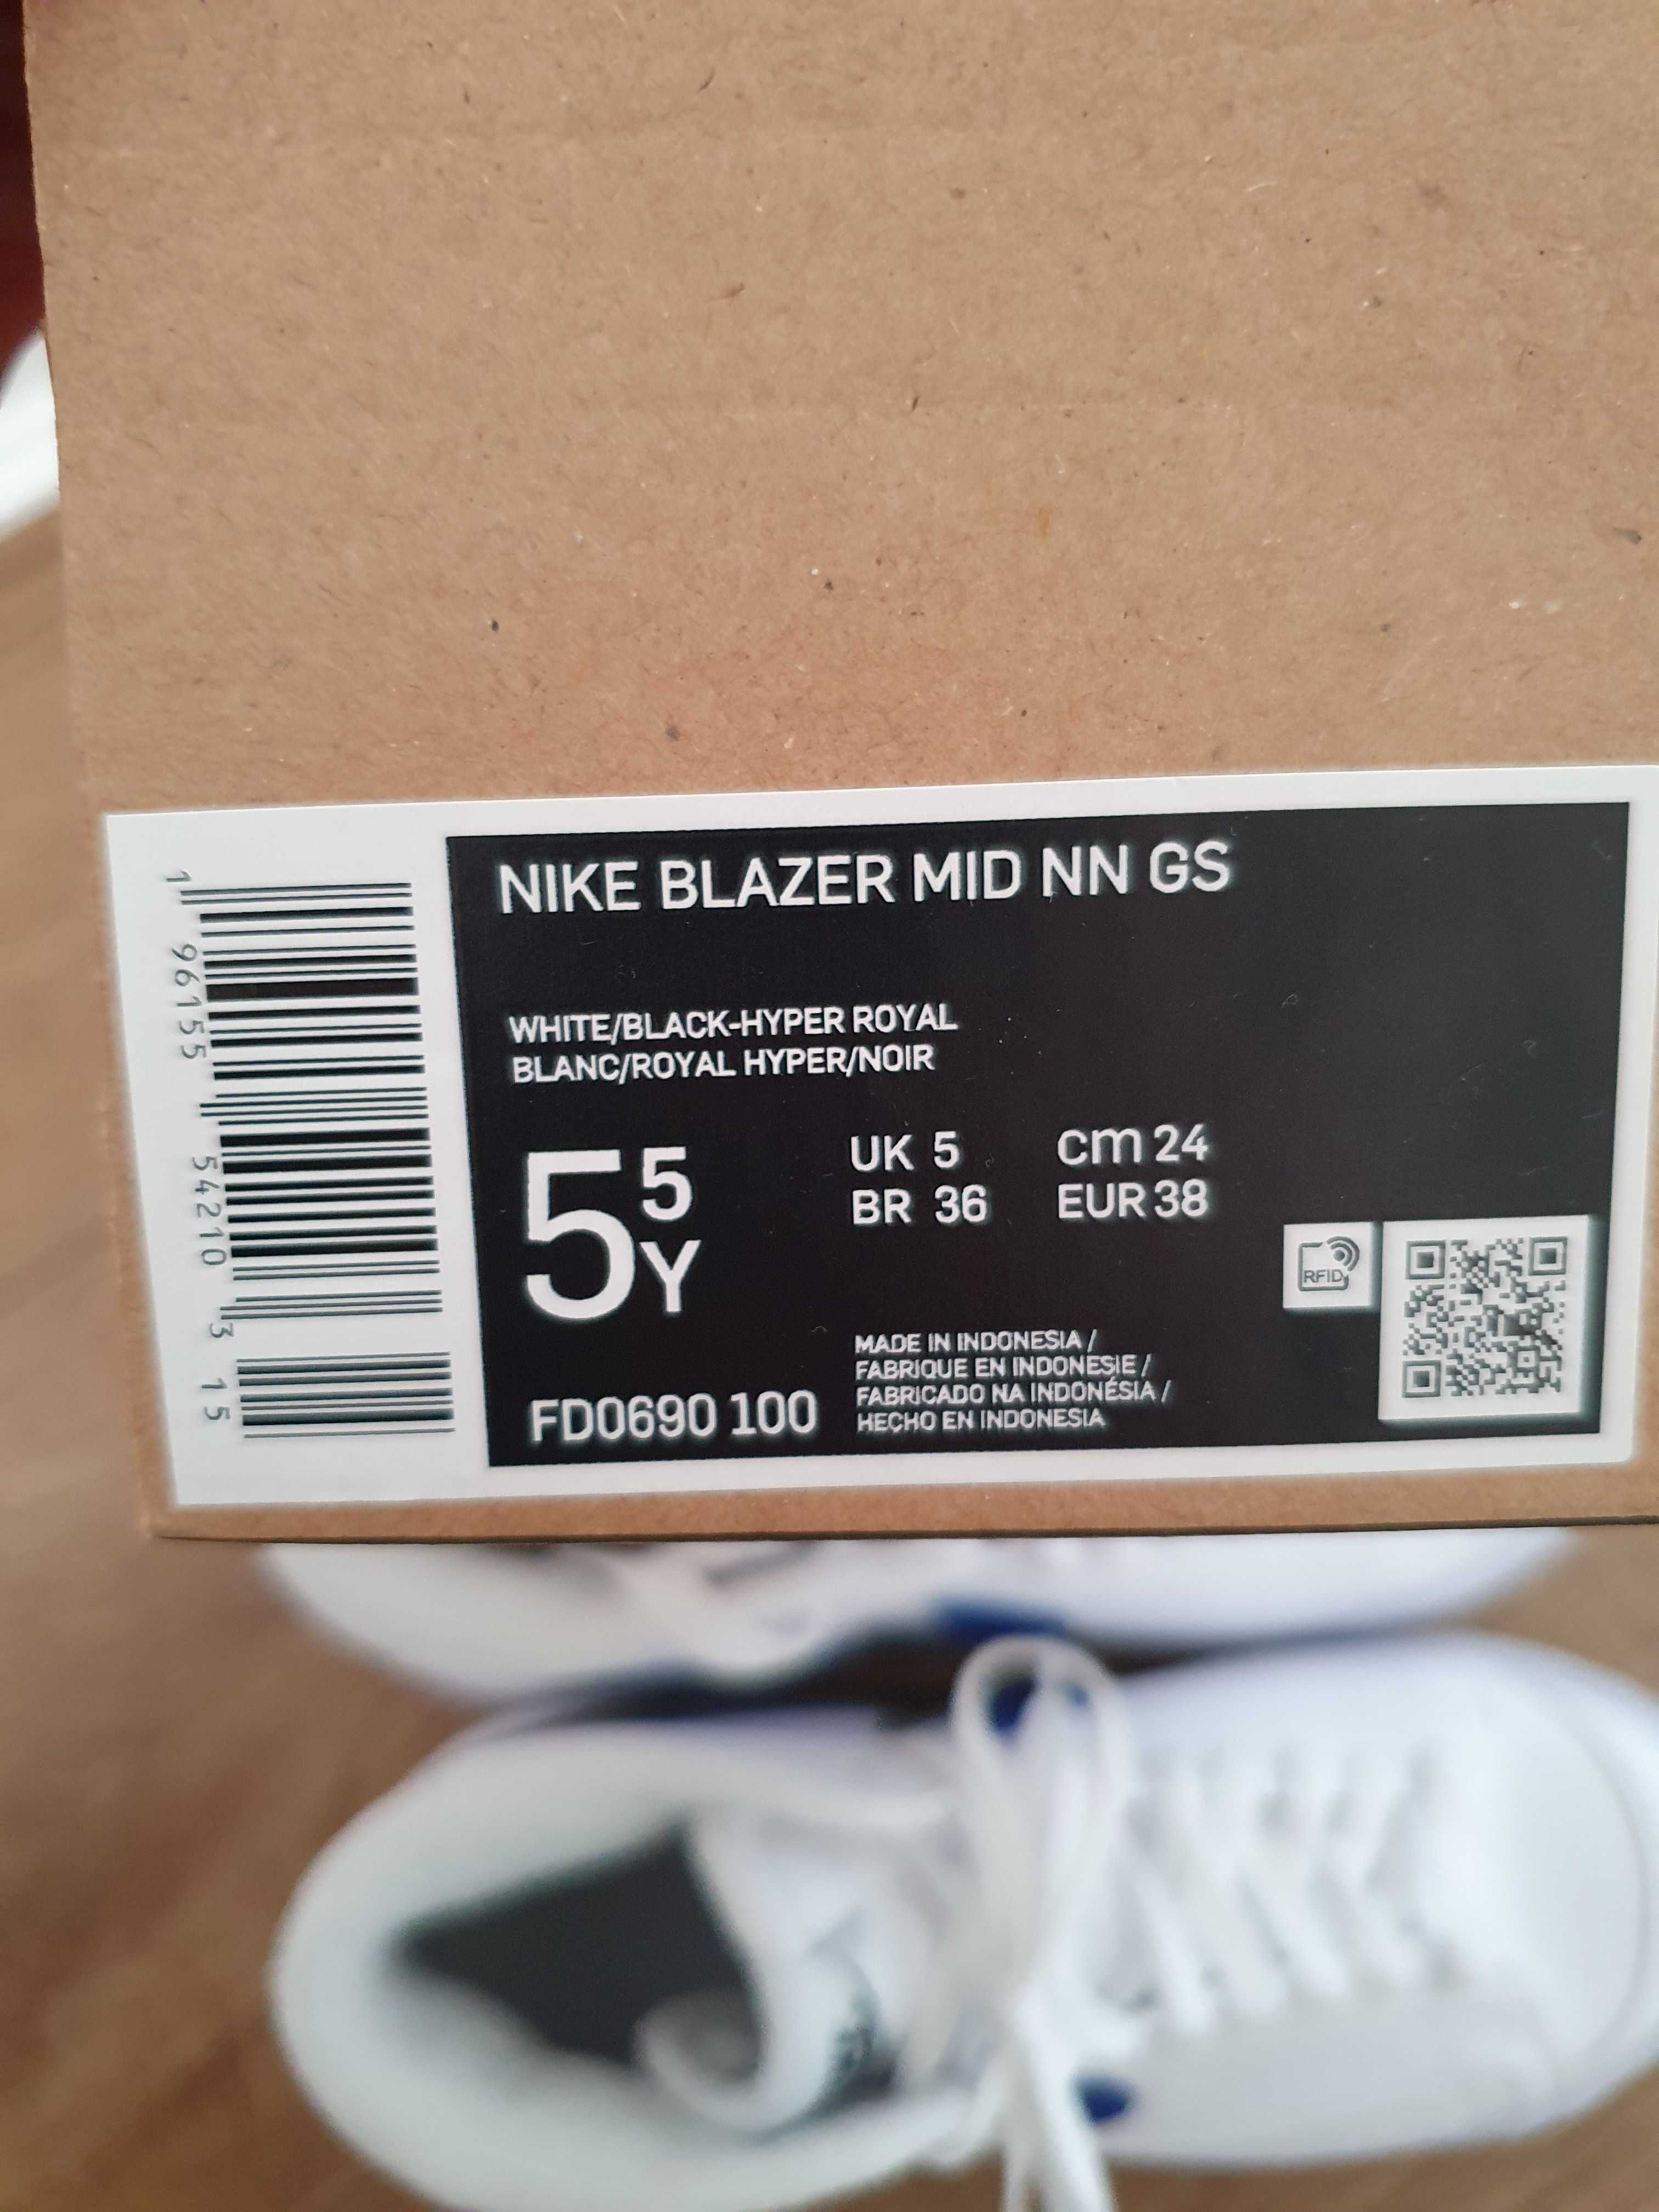 NIKE BLAZER MID NN GS
WHITE/BLACK-HYPER ROYAL
BLANC/ROYAL HYPER/NOIR
5 5 Y
UK 5 cm 24
BR 36 EUR 38
RFID
MADE IN INDONESIA /
FABRIQUE EN INDONESIE /
FABRICADO NA INDONÉSIA /
HECHO EN INDONESIA
FD0690 100
1 96155 54210 3 15